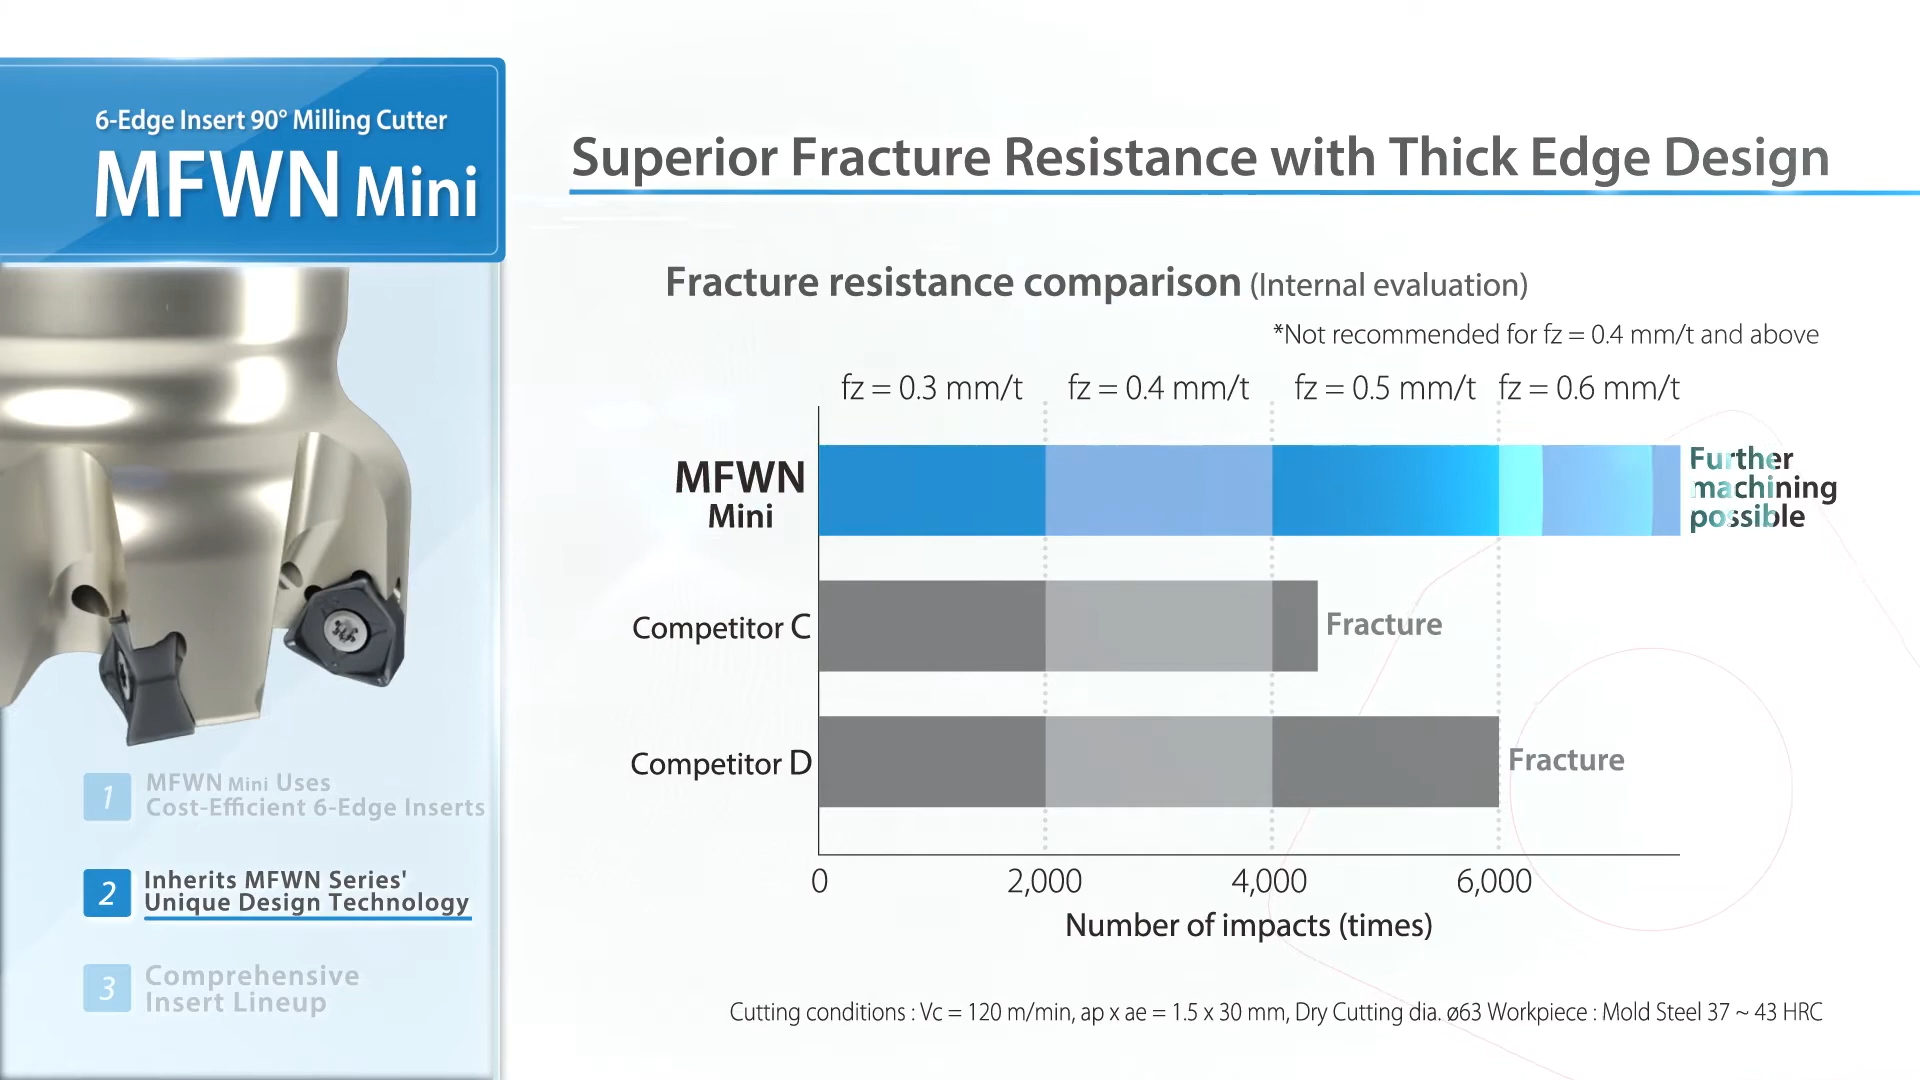 6-Edge Insert 90° Milling Cutter
MFWN Mini
Superior Fracture Resistance with Thick Edge Design
Fracture resistance comparison (Internal evaluation)
*Not recommended for fz = 0.4 mm/t and above
fz = 0.3 mm/t
fz = 0.4 mm/t
fz = 0.5 mm/t
fz = 0.6 mm/t
MFWN
Mini
Further
machining
possible
Competitor C
Fracture
Competitor D
Fracture
0
2,000
4,000
6,000
Number of impacts (times)
Cutting conditions : Vc = 120 m/min, ap x ae = 1.5 x 30 mm, Dry Cutting dia. ø63 Workpiece : Mold Steel 37 ~ 43 HRC
1
MFWN Mini Uses
Cost-Efficient 6-Edge Inserts
2
Inherits MFWN Series'
Unique Design Technology
3
Comprehensive
Insert Lineup